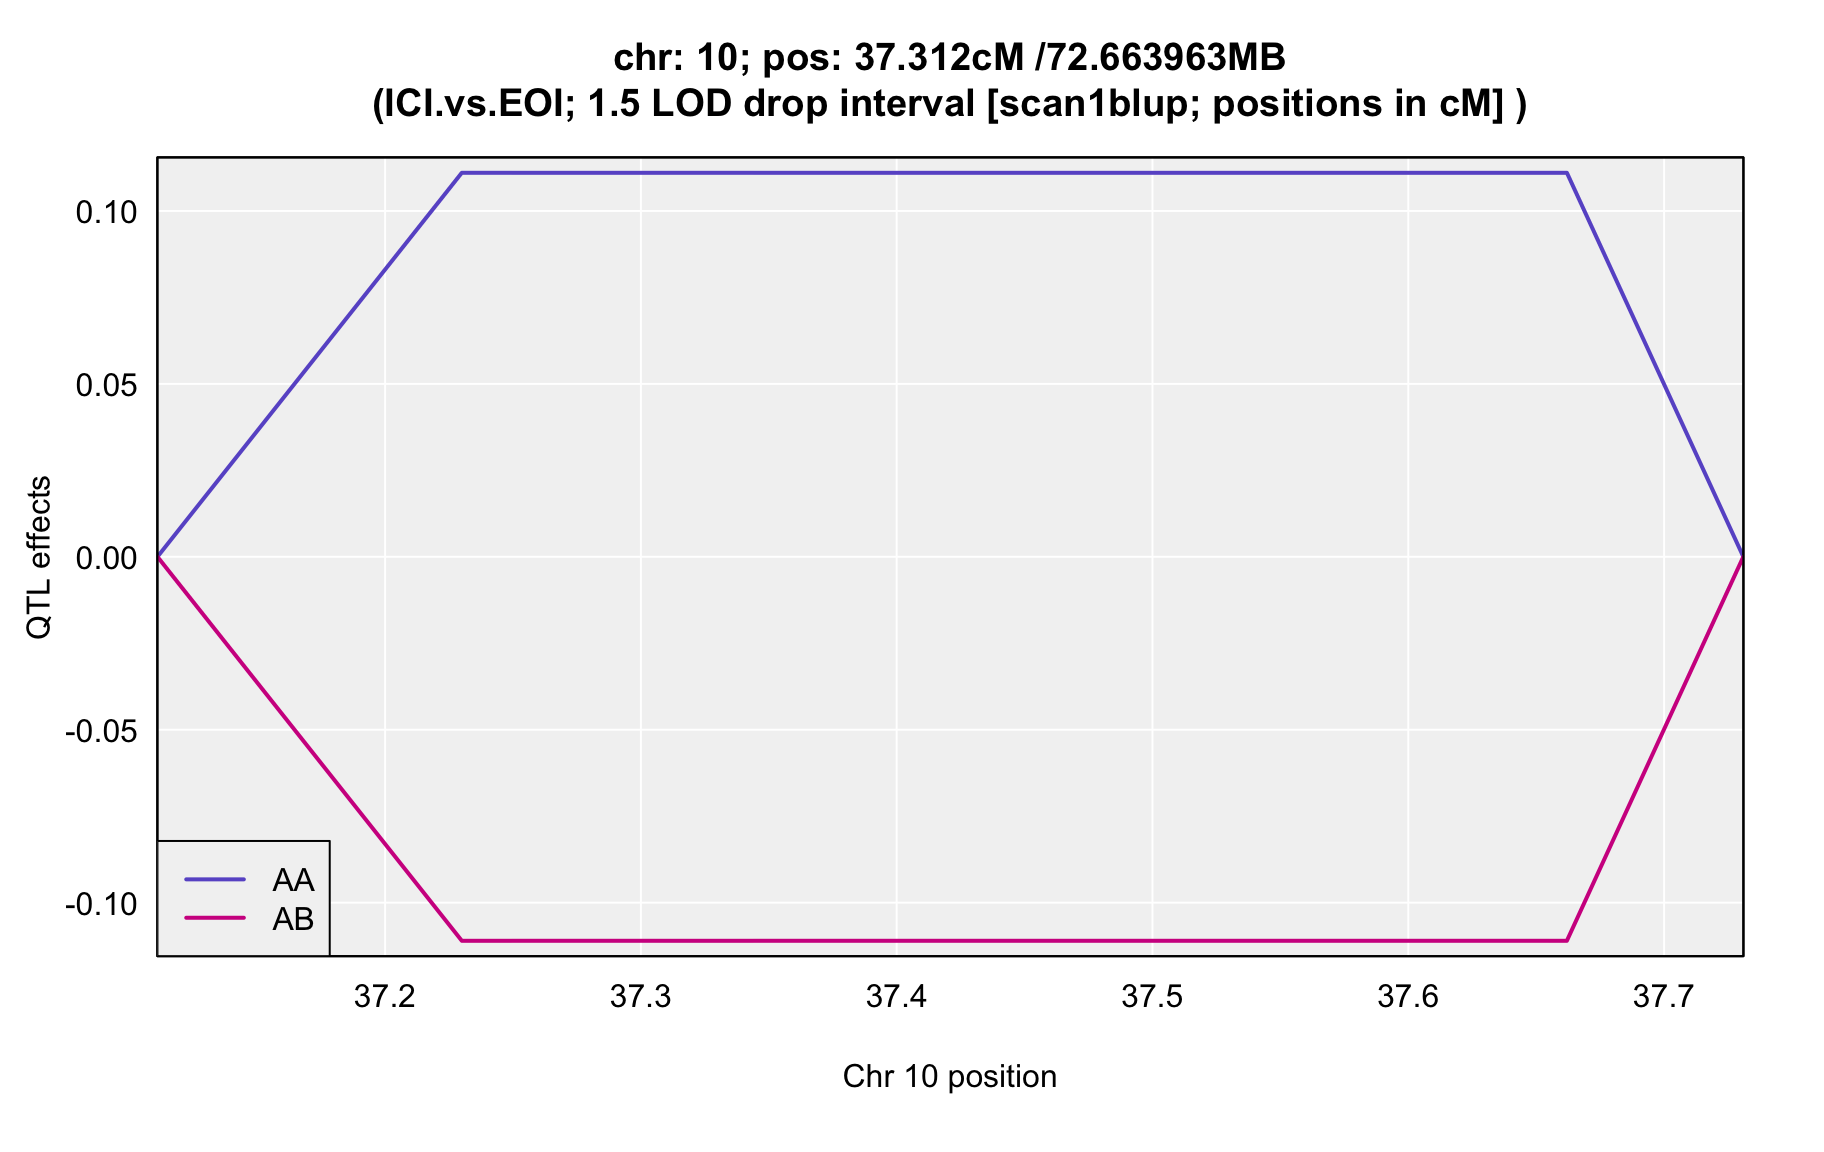 chr: 10; pos: 37.312cM /72.663963MB
(ICI.vs.EOI; 1.5 LOD drop interval [scan1blup; positions in cM] )
QTL effects
0.10
0.05
0.00
-0.05
-0.10
AA
AB
37.2 37.3 37.4 37.5 37.6 37.7
Chr 10 position